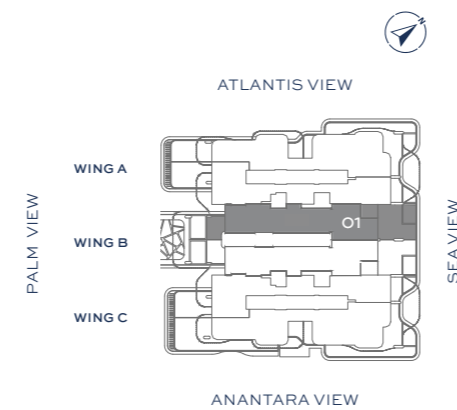 N
ATLANTIS VIEW
WING A
PALM VIEW
WING B
01
SEA VIEW
WING C
ANANTARA VIEW